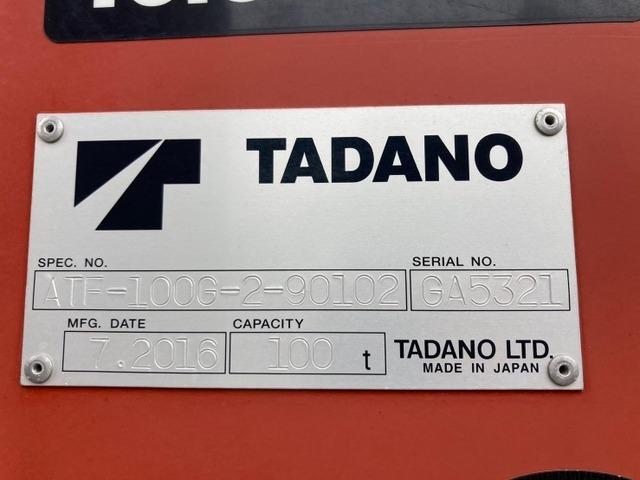 TADANO
SPEC. NO. SERIAL NO.
ATF-100G-2-90102 GA5321
MFG. DATE CAPACITY
7.2016 100 t TADANO LTD.
MADE IN JAPAN